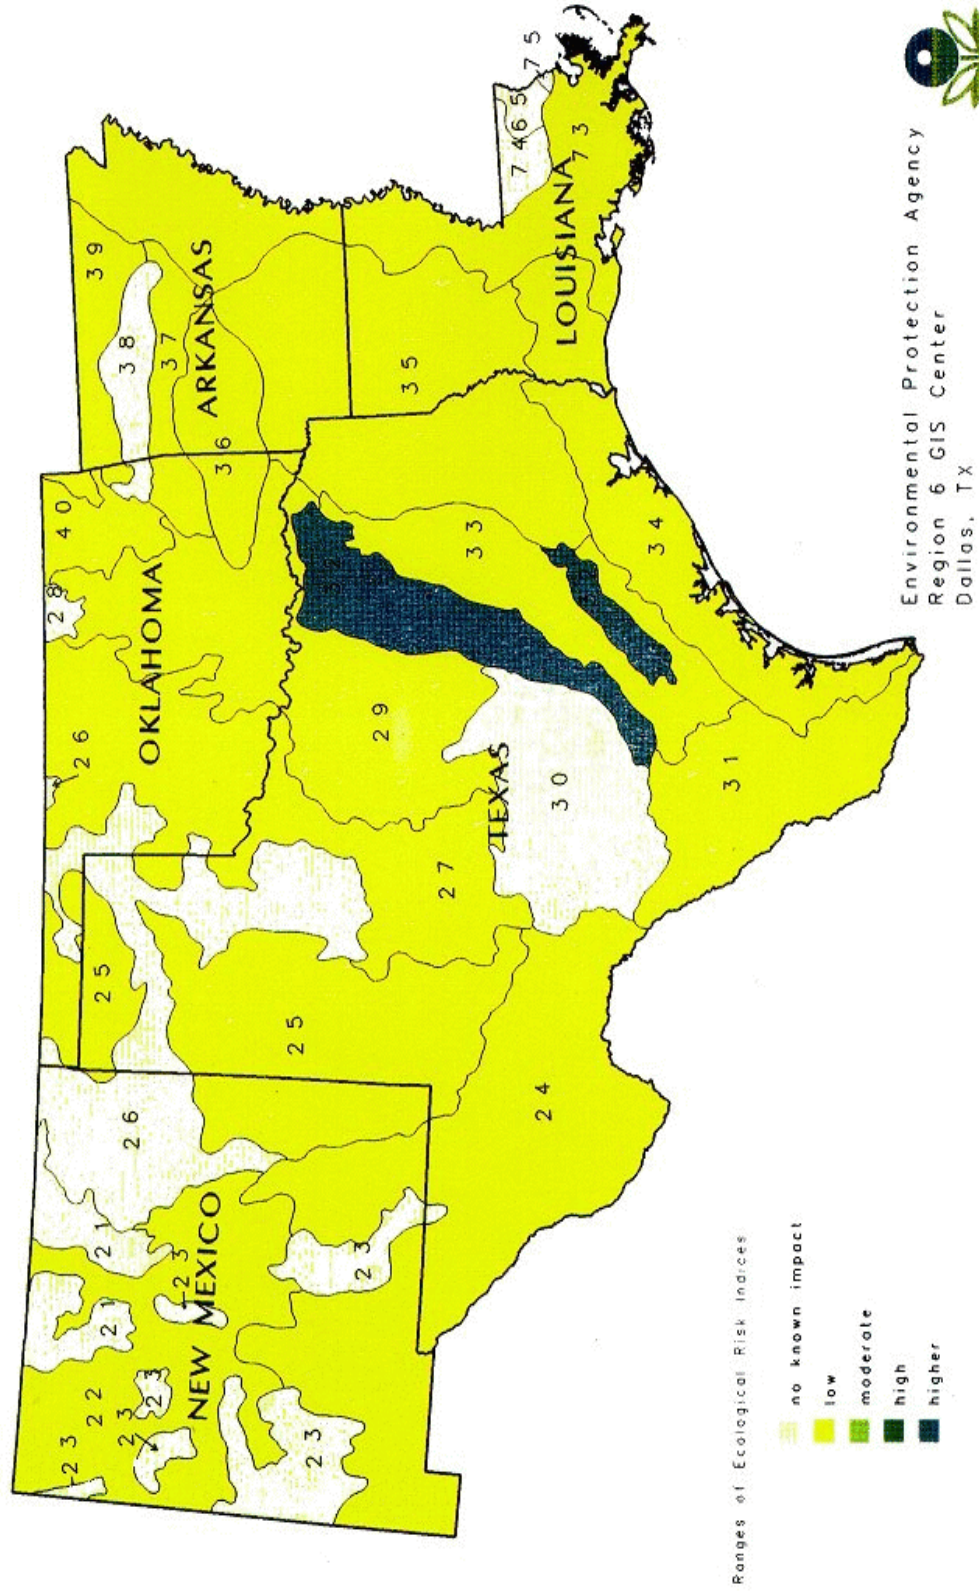 39
38
37
ARKANSAS
36
35
40
28
OKLAHOMA
26
75
74
65
73
LOUISIANA
33
34
32
29
TEXAS
30
31
27
25
25
24
26
21
21
23
NEW MEXICO
23
22
23
23
23
23
Ranges of Ecological Risk Indices
no known impact
low
moderate
high
higher
Environmental Protection Agency
Region 6 GIS Center
Dallas, TX